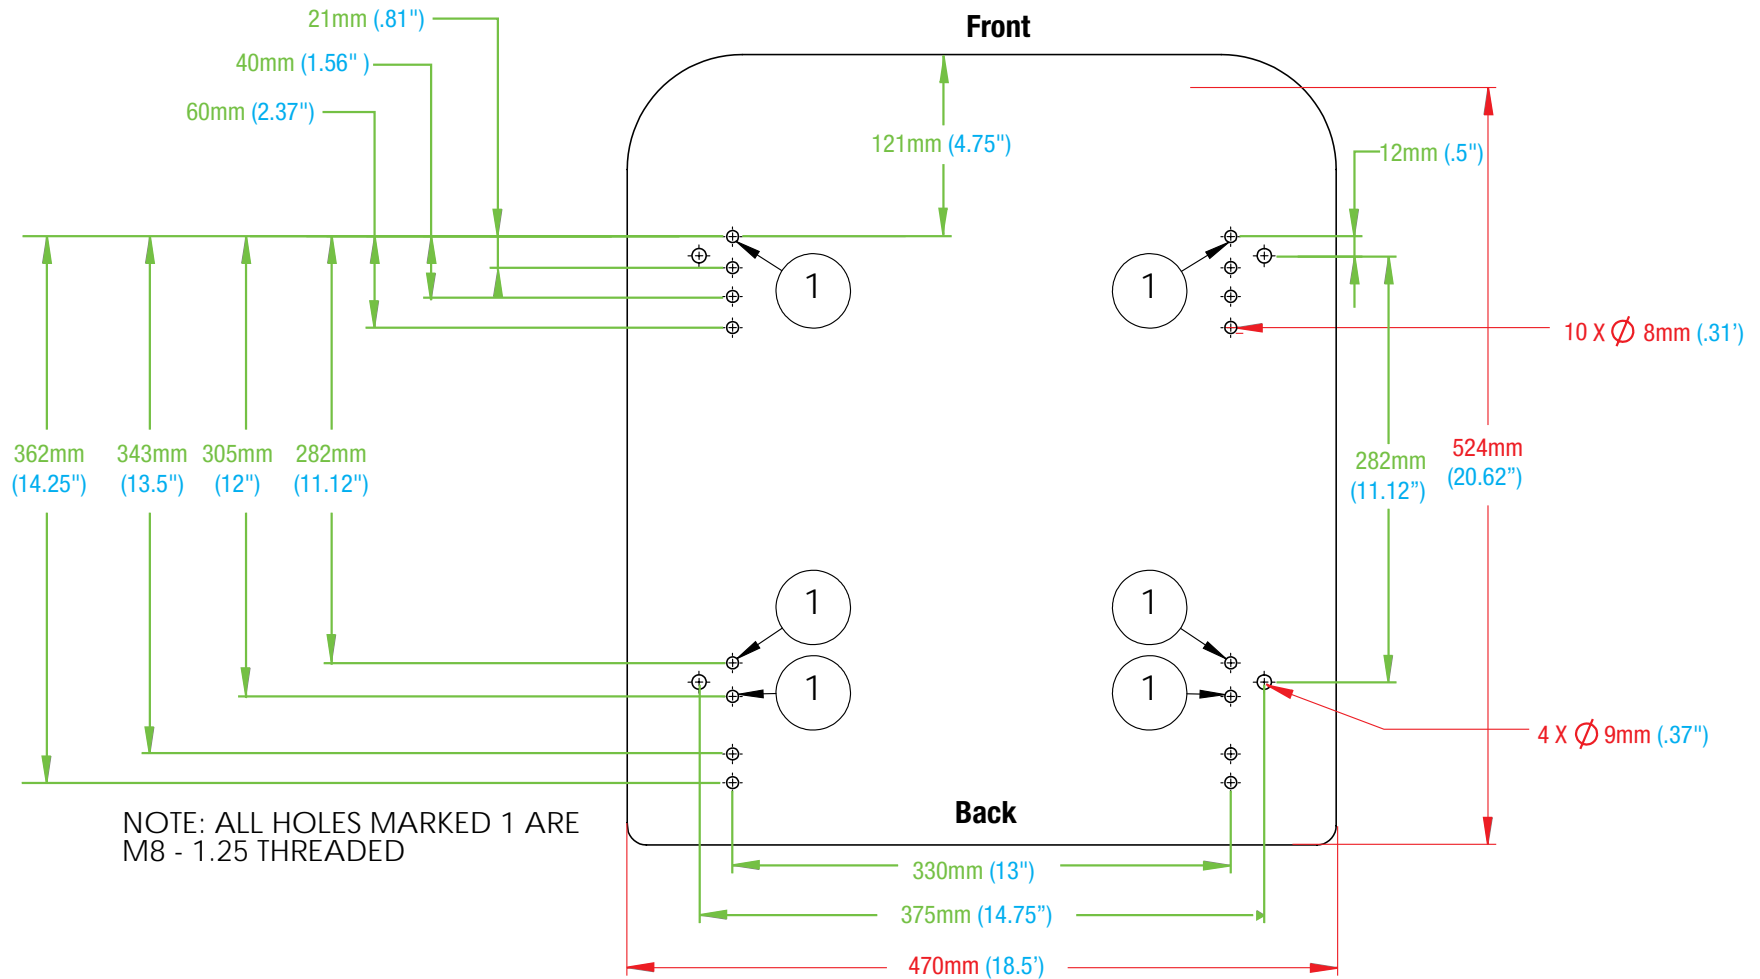 Front
21mm (.81")
40mm (1.56" )
60mm (2.37")
121mm (4.75")
12mm (.5")
1
1
10 X Ø 8mm (.31')
362mm
(14.25")
343mm
(13.5")
305mm
(12")
282mm
(11.12")
282mm
(11.12”)
524mm
(20.62”)
1
1
1
1
4 X Ø 9mm (.37")
Back
NOTE: ALL HOLES MARKED 1 ARE
M8 - 1.25 THREADED
330mm (13")
375mm (14.75”)
470mm (18.5')